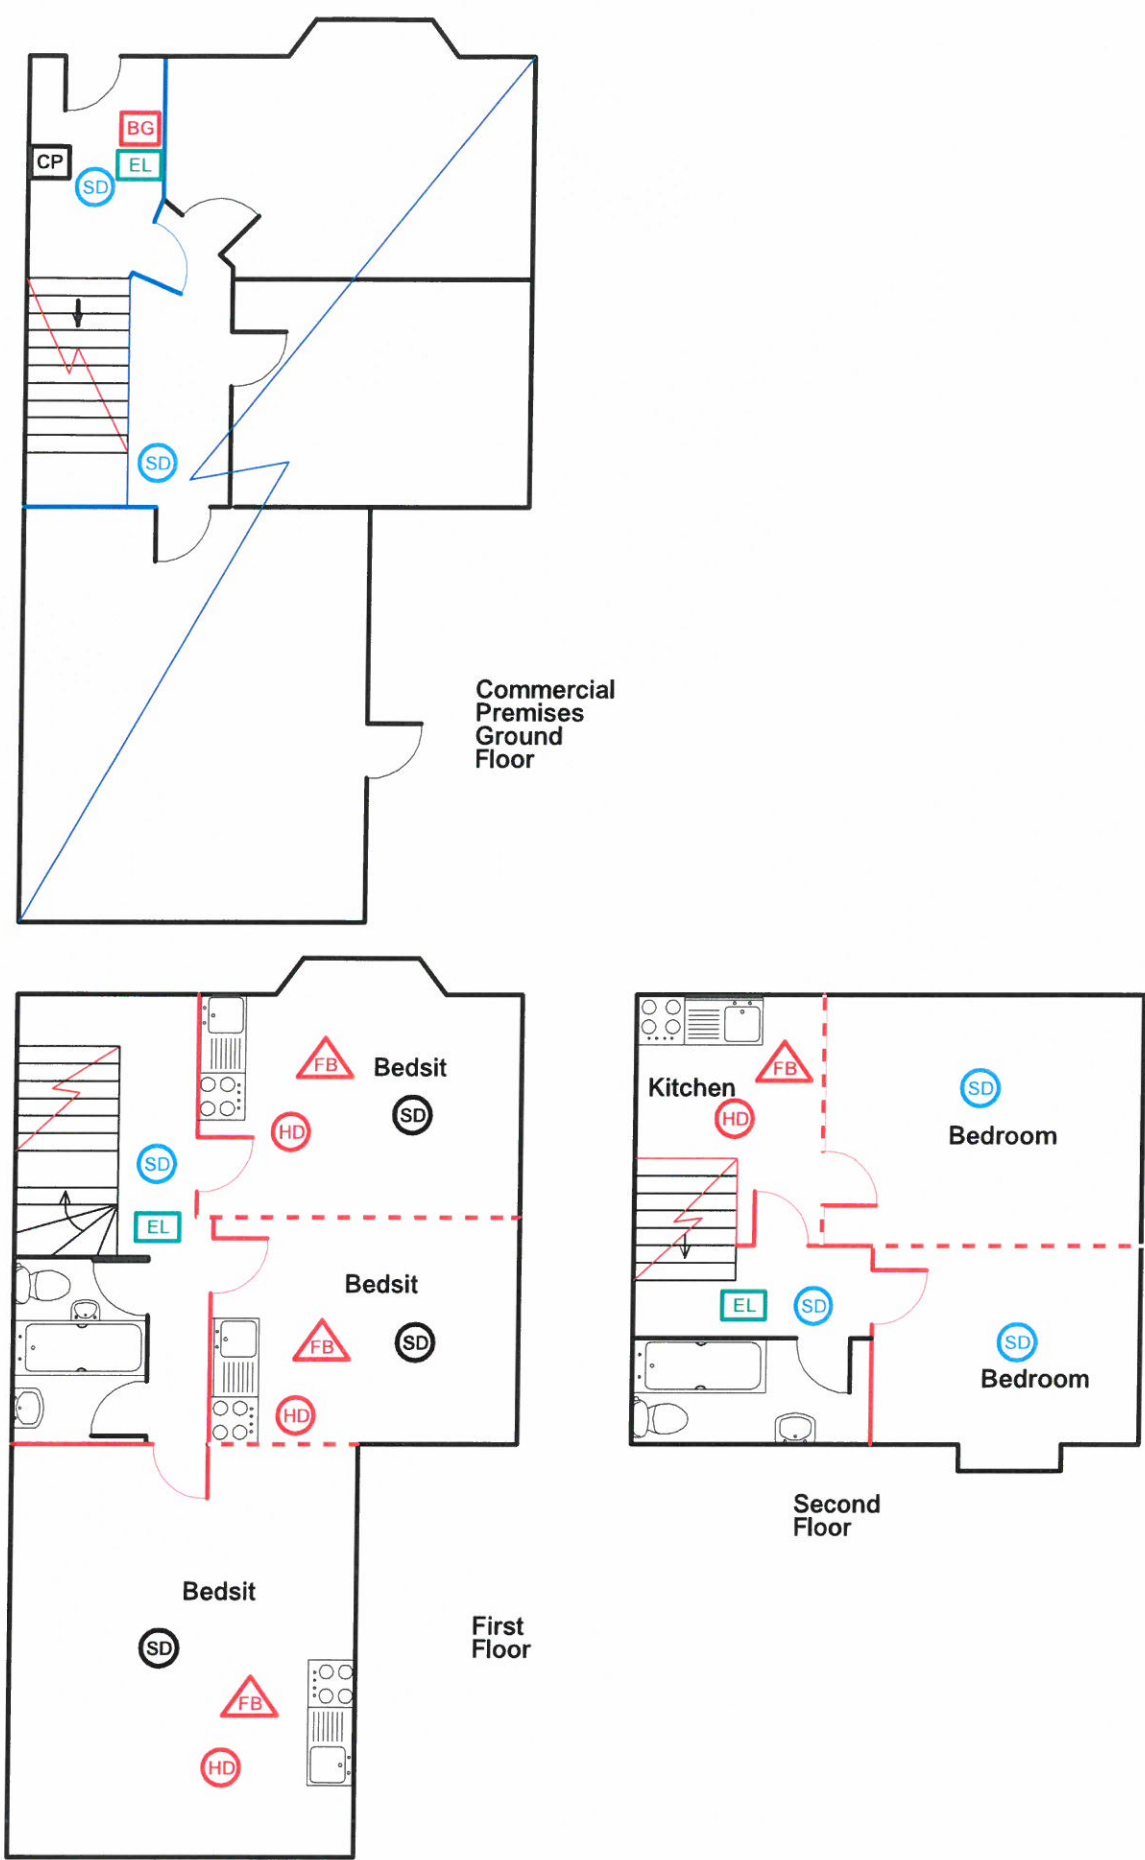 BG
CP
EL
SD
SD
Commercial
Premises
Ground
Floor
FB
Bedsit
SD
HD
SD
EL
Bedsit
FB
SD
HD
Bedsit
SD
FB
HD
First
Floor
FB
Kitchen
HD
SD
Bedroom
EL
SD
SD
Bedroom
Second
Floor